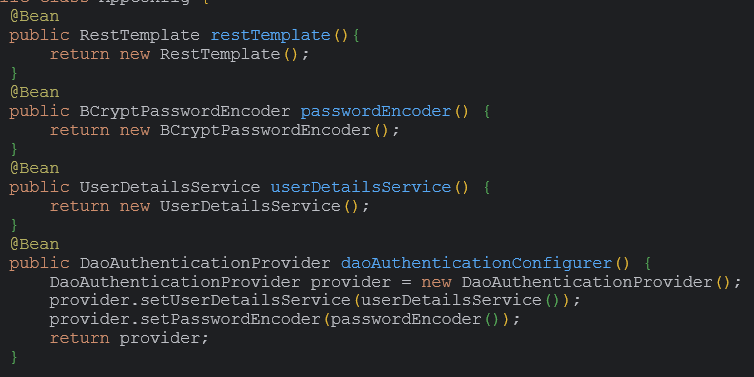 @Bean
public RestTemplate restTemplate(){
    return new RestTemplate();
}
@Bean
public BCryptPasswordEncoder passwordEncoder() {
    return new BCryptPasswordEncoder();
}
@Bean
public UserDetailsService userDetailsService() {
    return new UserDetailsService();
}
@Bean
public DaoAuthenticationProvider daoAuthenticationConfigurer() {
    DaoAuthenticationProvider provider = new DaoAuthenticationProvider();
    provider.setUserDetailsService(userDetailsService());
    provider.setPasswordEncoder(passwordEncoder());
    return provider;
}